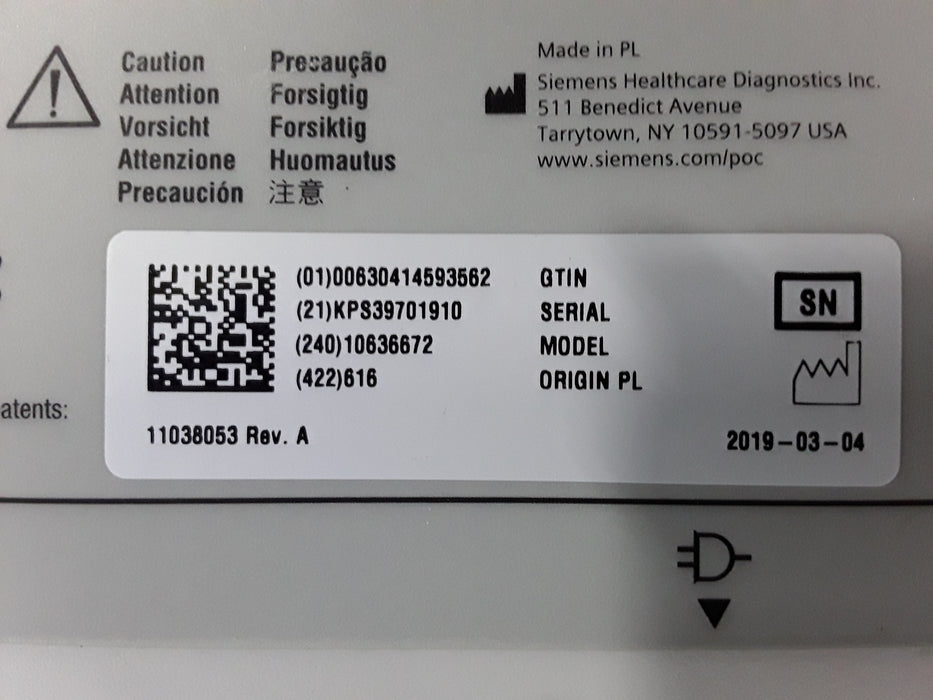 Caution Precaução
Attention Forsigtig
Vorsicht Forsiktig
Attenzione Huomautus
Precaución 注意
Made in PL
Siemens Healthcare Diagnostics Inc.
511 Benedict Avenue
Tarrytown, NY 10591-5097 USA
www.siemens.com/poc
(01)00630414593562 GTIN
(21)KPS39701910 SERIAL
(240)10636672 MODEL
(422)616 ORIGIN PL
SN
atents:
11038053 Rev. A
2019-03-04